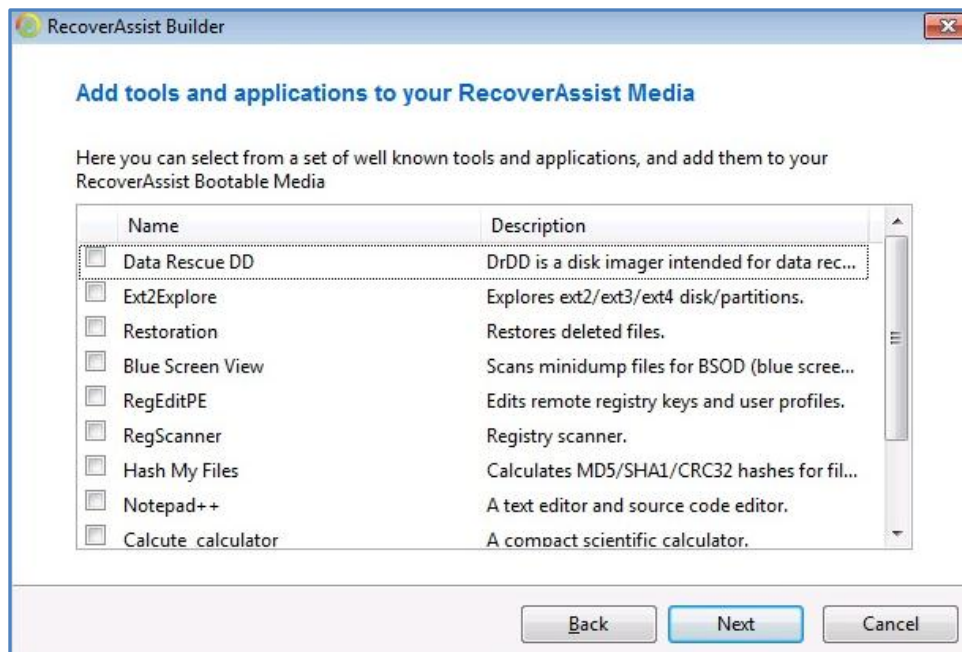 RecoverAssist Builder
Add tools and applications to your RecoverAssist Media
Here you can select from a set of well known tools and applications, and add them to your
RecoverAssist Bootable Media
Name Description
Data Rescue DD DrDD is a disk imager intended for data rec...
Ext2Explore Explores ext2/ext3/ext4 disk/partitions.
Restoration Restores deleted files.
Blue Screen View Scans minidump files for BSOD (blue scree...
RegEditPE Edits remote registry keys and user profiles.
RegScanner Registry scanner.
Hash My Files Calculates MD5/SHA1/CRC32 hashes for fil...
Notepad++ A text editor and source code editor.
Calcute calculator A compact scientific calculator.
Back Next Cancel